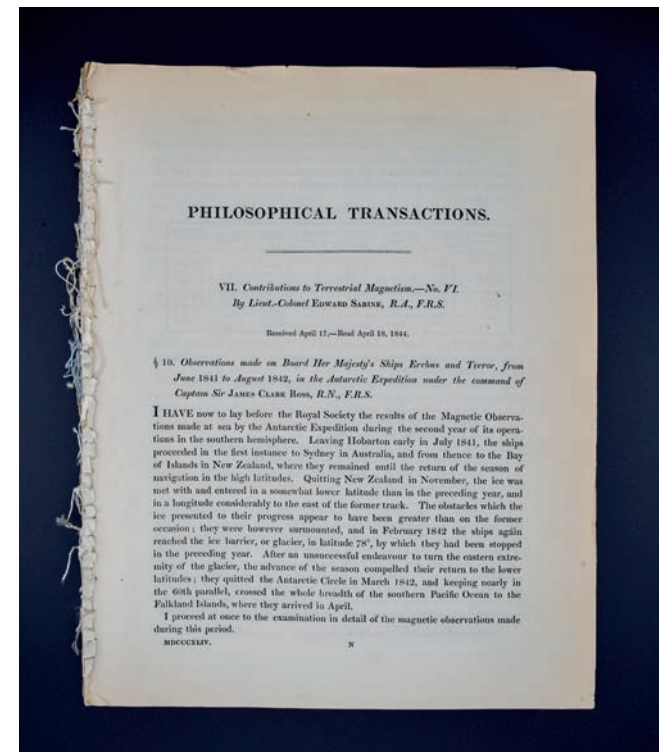 PHILOSOPHICAL TRANSACTIONS.
VII. Contributions to Terrestrial Magnetism.—No. VI.
By Lieut.-Colonel EDWARD SABINE, R.A., F.R.S.
Received April 17,—Read April 18, 1844.
§ 10. Observations made on Board Her Majesty's Ships Erebus and Terror, from
June 1841 to August 1842, in the Antarctic Expedition under the command of
Captain Sir JAMES CLARK ROSS, R.N., F.R.S.
I HAVE now to lay before the Royal Society the results of the Magnetic Observa-
tions made at sea by the Antarctic Expedition during the second year of its opera-
tions in the southern hemisphere. Leaving Hobarton early in July 1841, the ships
proceeded in the first instance to Sydney in Australia, and from thence to the Bay
of Islands in New Zealand, where they remained until the return of the season of
navigation in the high latitudes. Quitting New Zealand in November, the ice was
met with and entered in a somewhat lower latitude than in the preceding year, and
in a longitude considerably to the east of the former track. The obstacles which the
ice presented to their progress appear to have been greater than on the former
occasion; they were however surmounted, and in February 1842 the ships again
reached the ice barrier, or glacier, in latitude 78°, by which they had been stopped
in the preceding year. After an unsuccessful endeavour to turn the eastern extre-
mity of the glacier, the advance of the season compelled their return to the lower
latitudes; they quitted the Antarctic Circle in March 1842, and keeping nearly in
the 60th parallel, crossed the whole breadth of the southern Pacific Ocean to the
Falkland Islands, where they arrived in April.
I proceed at once to the examination in detail of the magnetic observations made
during this period.
MDCCCXLIV. N